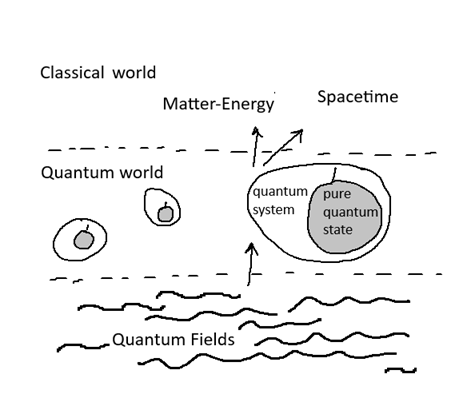 Classical world
Matter-Energy
Spacetime
Quantum world
quantum
system
pure
quantum
state
Quantum Fields